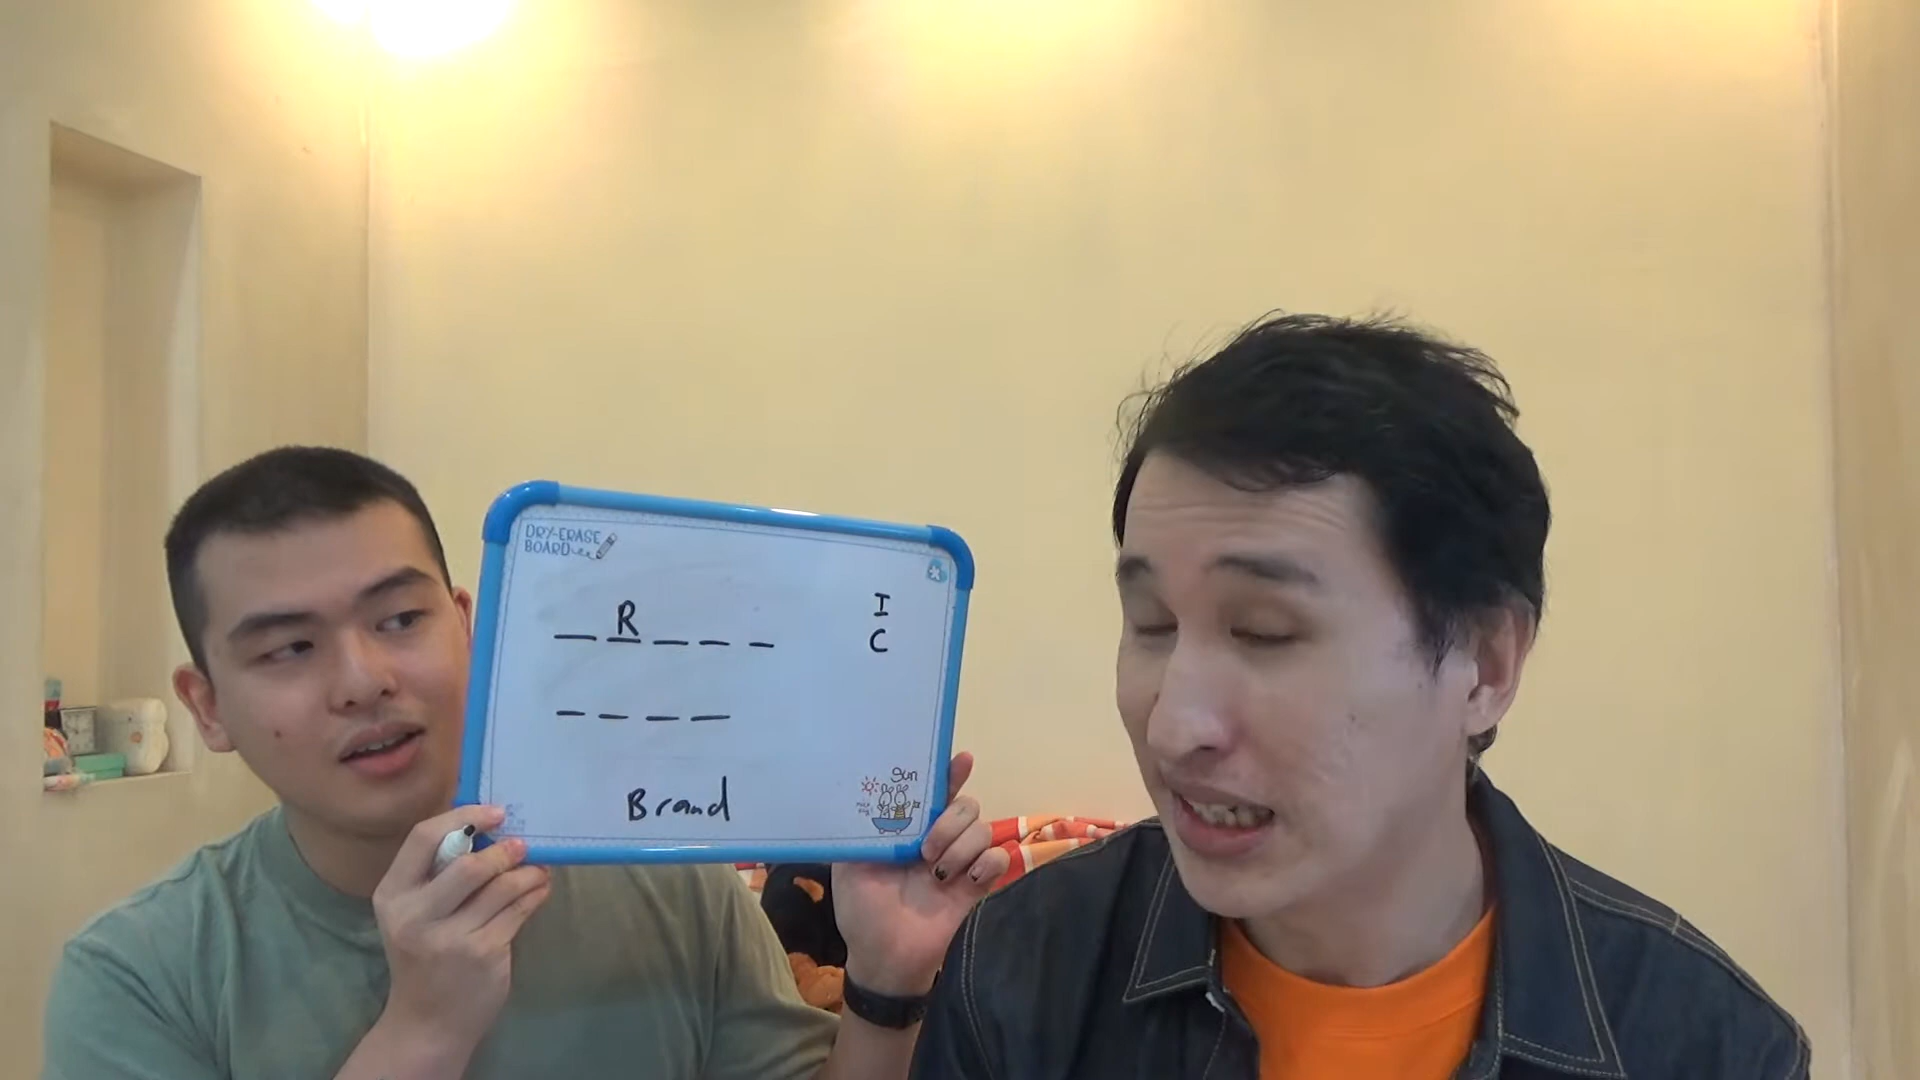 DRY-ERASE
BOARD
_ R _ _ _
I
C
_ _ _ _
sun
Brand